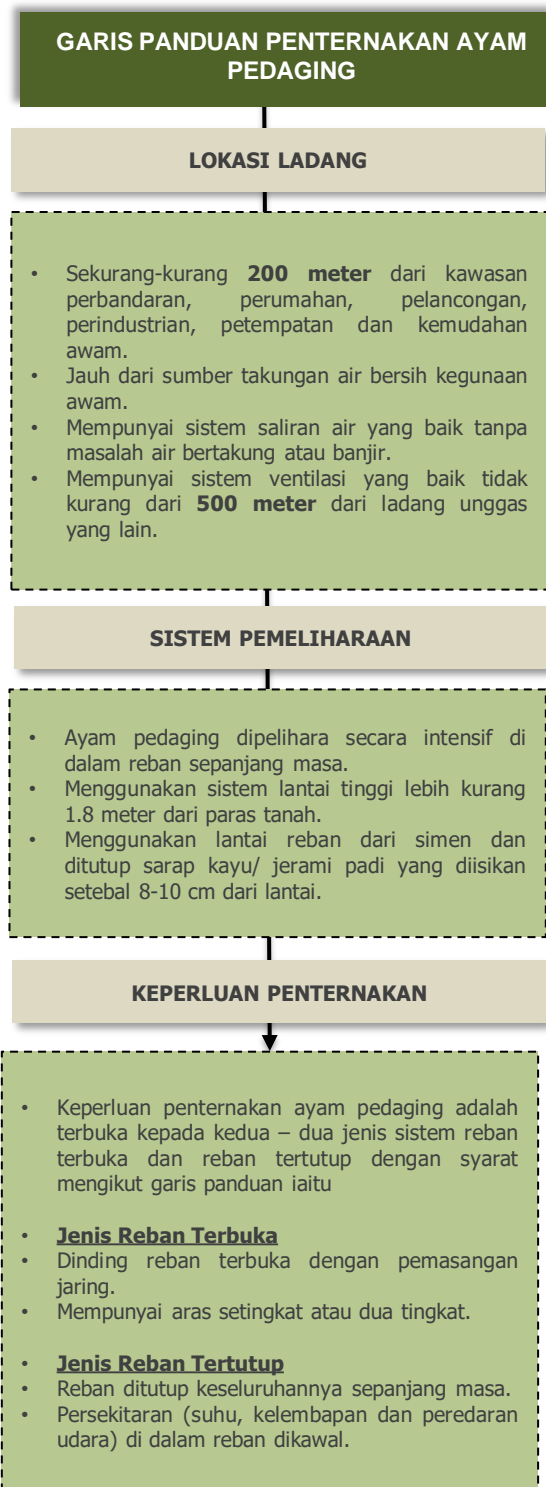 GARIS PANDUAN PENTERNAKAN AYAM
PEDAGING
LOKASI LADANG
• Sekurang-kurang 200 meter dari kawasan
perbandaran, perumahan, pelancongan,
perindustrian, petempatan dan kemudahan
awam.
• Jauh dari sumber takungan air bersih kegunaan
awam.
• Mempunyai sistem saliran air yang baik tanpa
masalah air bertakung atau banjir.
• Mempunyai sistem ventilasi yang baik tidak
kurang dari 500 meter dari ladang unggas
yang lain.
SISTEM PEMELIHARAAN
• Ayam pedaging dipelihara secara intensif di
dalam reban sepanjang masa.
• Menggunakan sistem lantai tinggi lebih kurang
1.8 meter dari paras tanah.
• Menggunakan lantai reban dari simen dan
ditutup sarap kayu/ jerami padi yang diisikan
setebal 8-10 cm dari lantai.
KEPERLUAN PENTERNAKAN
• Keperluan penternakan ayam pedaging adalah
terbuka kepada kedua – dua jenis sistem reban
terbuka dan reban tertutup dengan syarat
mengikut garis panduan iaitu
• Jenis Reban Terbuka
• Dinding reban terbuka dengan pemasangan
jaring.
• Mempunyai aras setingkat atau dua tingkat.
• Jenis Reban Tertutup
• Reban ditutup keseluruhannya sepanjang masa.
• Persekitaran (suhu, kelembapan dan peredaran
udara) di dalam reban dikawal.